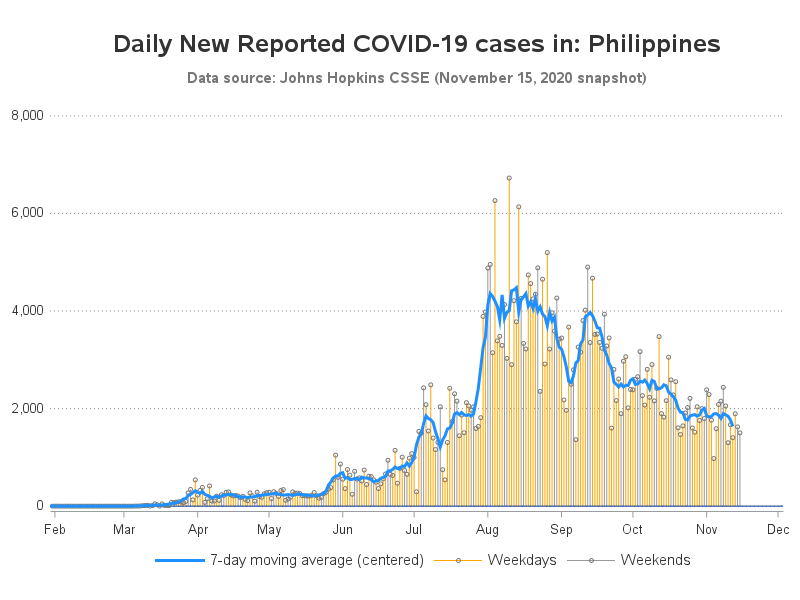 Daily New Reported COVID-19 cases in: Philippines
Data source: Johns Hopkins CSSE (November 15, 2020 snapshot)
8,000
6,000
4,000
2,000
0
Feb Mar Apr May Jun Jul Aug Sep Oct Nov Dec
7-day moving average (centered) Weekdays Weekends